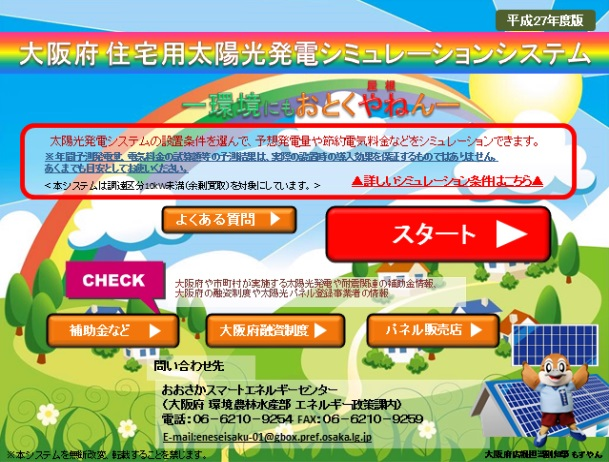 平成27年度版
大阪府 住宅用太陽光発電シミュレーションシステム
屋根
―環境にもおとくやねん―
太陽光発電システムの設置条件を選んで、予想発電量や節約電気料金などをシミュレーションできます。
※年間予測発電量、電気料金の試算額等の予測結果は、実際の設置時の導入効果を保証するものではありません。
あくまでも目安としてお使いください。
<本システムは調達区分10kW未満(余剰買取)を対象にしています。>
▲詳しいシミュレーション条件はこちら▲
よくある質問
スタート
CHECK
大阪府や市町村が実施する太陽光発電や耐震関連の補助金情報、
大阪府の融資制度や太陽光パネル登録事業者の情報
補助金など
大阪府融資制度
パネル販売店
問い合わせ先
おおさかスマートエネルギーセンター
(大阪府 環境農林水産部 エネルギー政策課内)
電話:06-6210-9254 FAX:06-6210-9259
E-mail:eneseisaku-01@gbox.pref.osaka.lg.jp
※本システムを無断改変、転載することを禁じます。
大阪府広報担当副知事もずやん